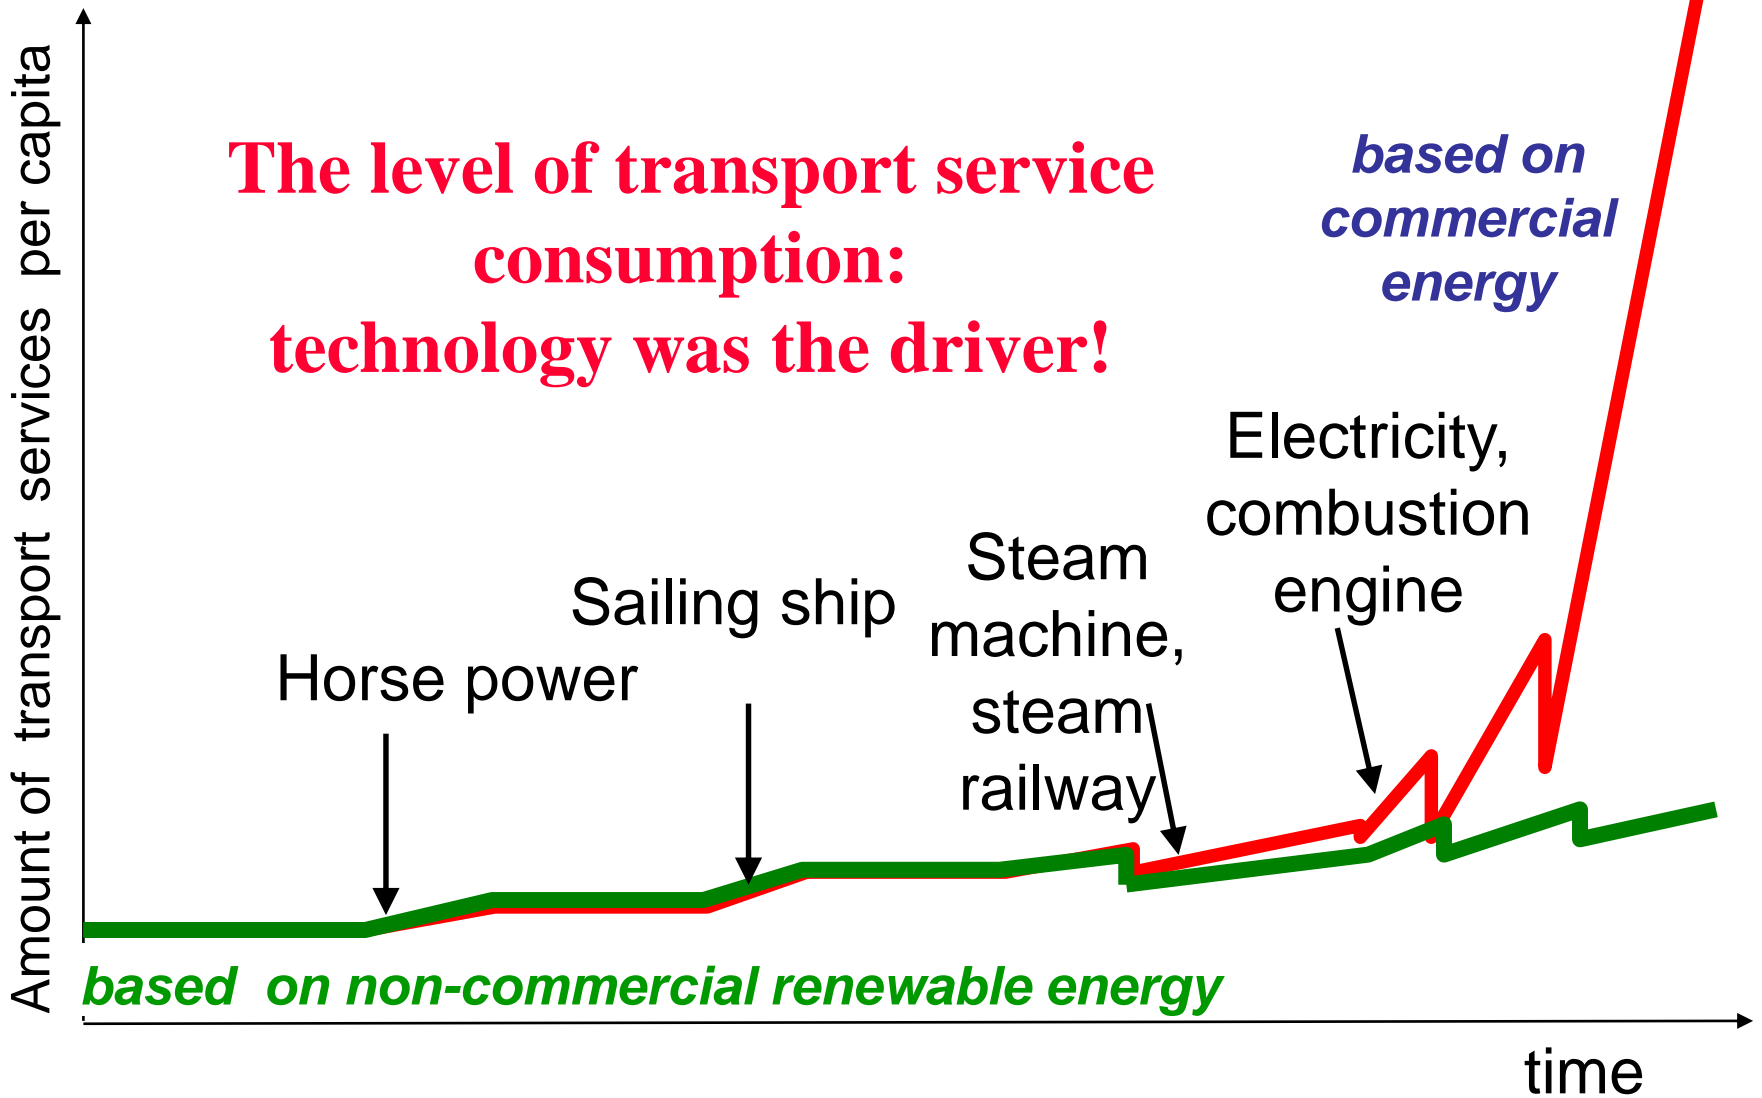 Amount of transport services per capita
The level of transport service
consumption:
technology was the driver!
based on
commercial
energy
Electricity,
combustion
engine
Steam
machine,
steam
railway
Sailing ship
Horse power
based on non-commercial renewable energy
time